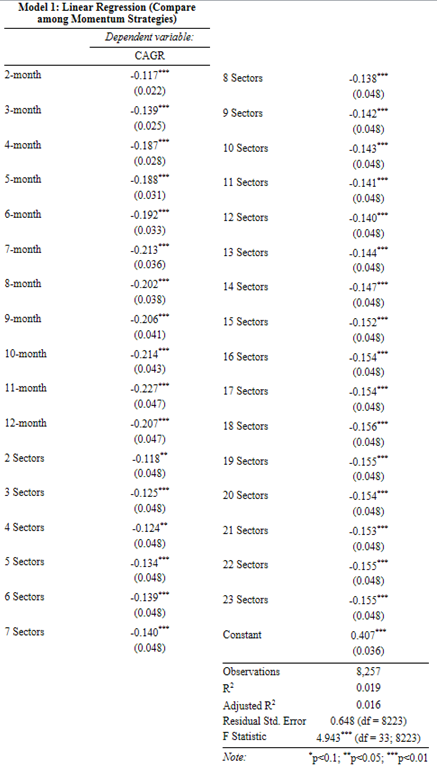 Model 1: Linear Regression (Compare
among Momentum Strategies)
Dependent variable:
CAGR
2-month -0.117***
(0.022)
3-month -0.139***
(0.025)
4-month -0.187***
(0.028)
5-month -0.188***
(0.031)
6-month -0.192***
(0.033)
7-month -0.213***
(0.036)
8-month -0.202***
(0.038)
9-month -0.206***
(0.041)
10-month -0.214***
(0.043)
11-month -0.227***
(0.047)
12-month -0.207***
(0.047)
2 Sectors -0.118**
(0.048)
3 Sectors -0.125***
(0.048)
4 Sectors -0.124**
(0.048)
5 Sectors -0.134***
(0.048)
6 Sectors -0.139***
(0.048)
7 Sectors -0.140***
(0.048)
8 Sectors -0.138***
(0.048)
9 Sectors -0.142***
(0.048)
10 Sectors -0.143***
(0.048)
11 Sectors -0.141***
(0.048)
12 Sectors -0.140***
(0.048)
13 Sectors -0.144***
(0.048)
14 Sectors -0.147***
(0.048)
15 Sectors -0.152***
(0.048)
16 Sectors -0.154***
(0.048)
17 Sectors -0.154***
(0.048)
18 Sectors -0.156***
(0.048)
19 Sectors -0.155***
(0.048)
20 Sectors -0.154***
(0.048)
21 Sectors -0.153***
(0.048)
22 Sectors -0.155***
(0.048)
23 Sectors -0.155***
(0.048)
Constant 0.407***
(0.036)
Observations 8,257
R2 0.019
Adjusted R2 0.016
Residual Std. Error 0.648 (df = 8223)
F Statistic 4.943*** (df = 33; 8223)
Note: *p<0.1; **p<0.05; ***p<0.01